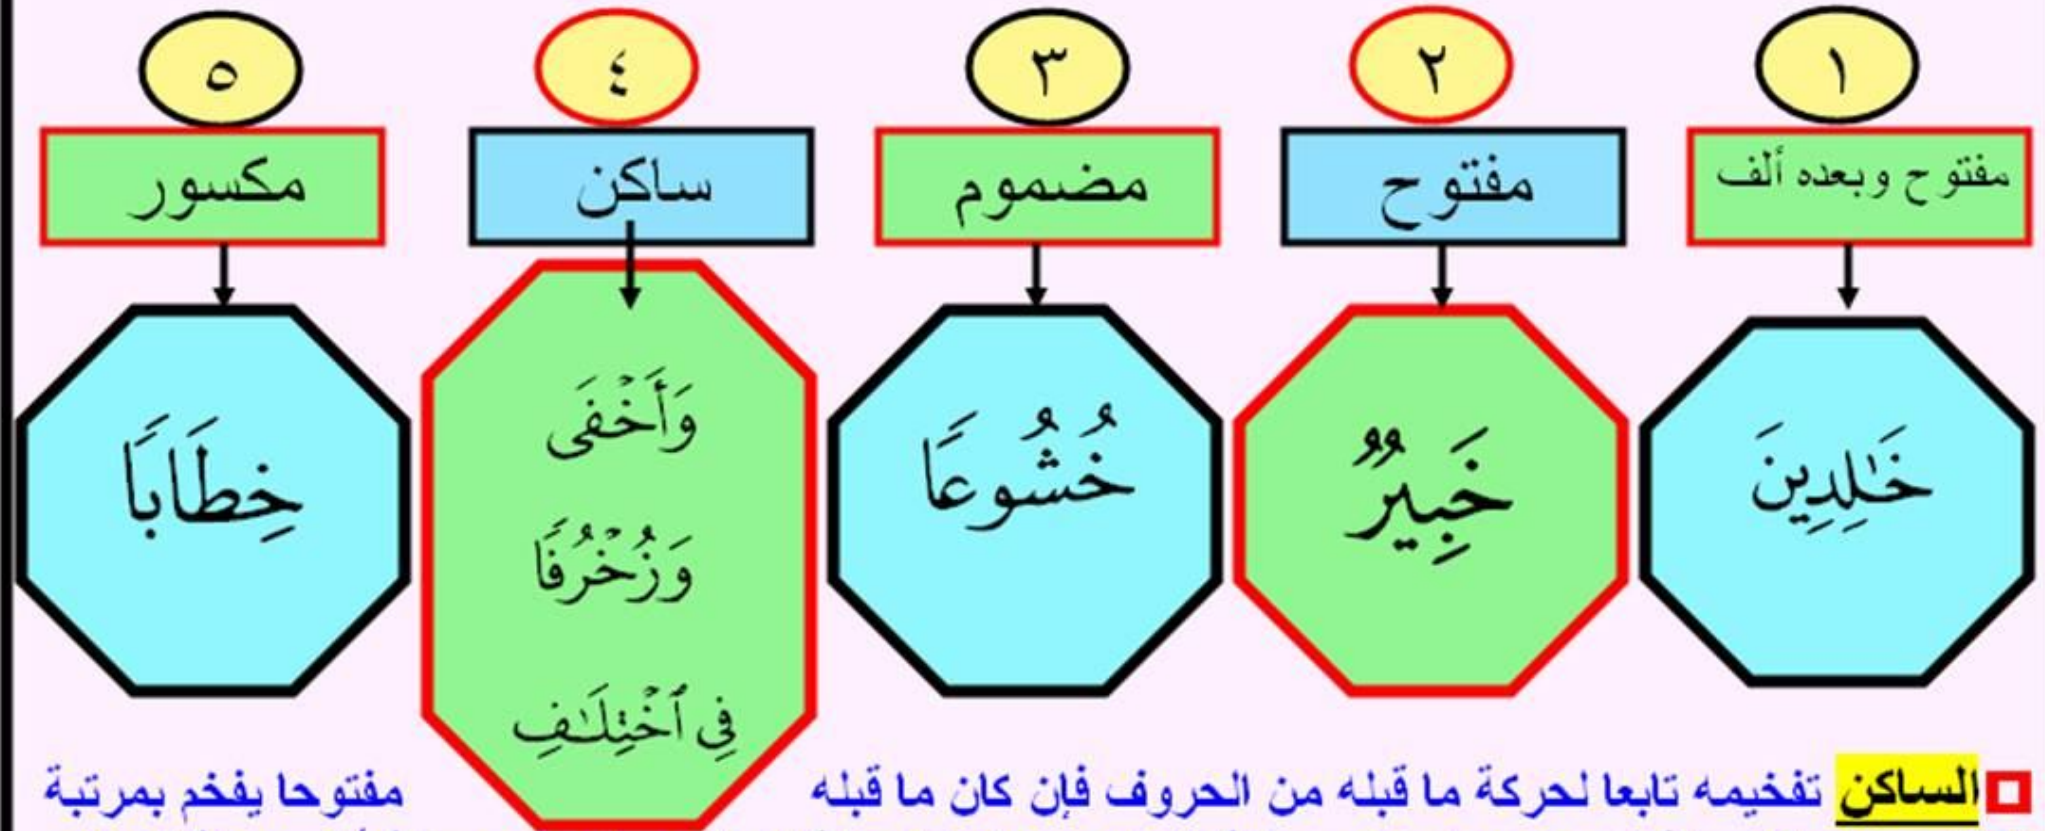 ١
٢
٣
٤
٥
مفتوح وبعده ألف
مفتوح
مضموم
ساكن
مكسور
خَٰلِدِينَ
خَبِيرٌ
خُشُوعًا
وَأَخْفَى
وَزُخْرُفًا
فِي ٱخْتِلَٰفِ
خِطَابًا
الساكن تفخيمه تابعا لحركة ما قبله من الحروف فإن كان ما قبله مفتوحا يفخم بمرتبة